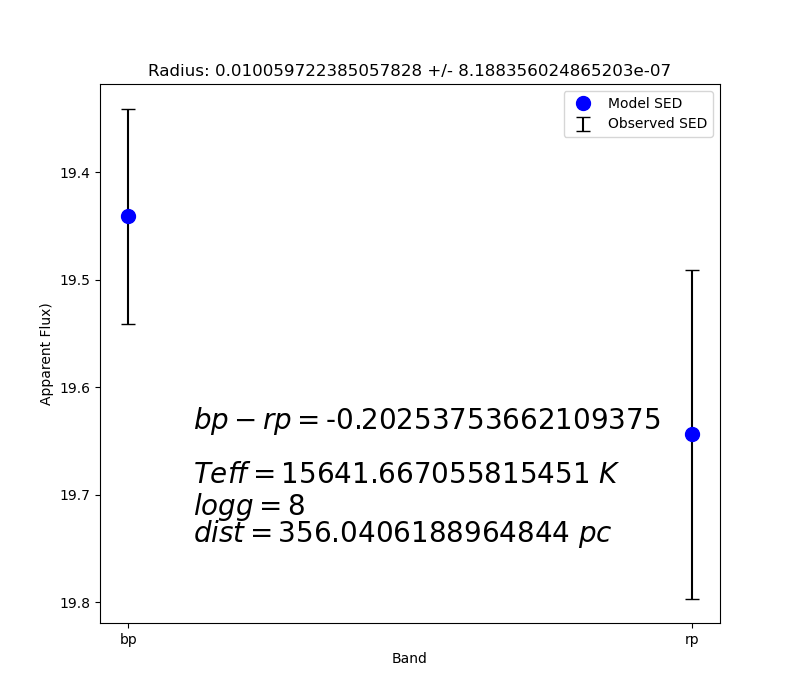 Radius: 0.010059722385057828 +/- 8.188356024865203e-07
Model SED
Observed SED
19.4
19.5
19.6
19.7
19.8
Apparent Flux)
bp − rp = -0.20253753662109375
Teff = 15641.667055815451 K
logg = 8
dist = 356.0406188964844 pc
bp
rp
Band